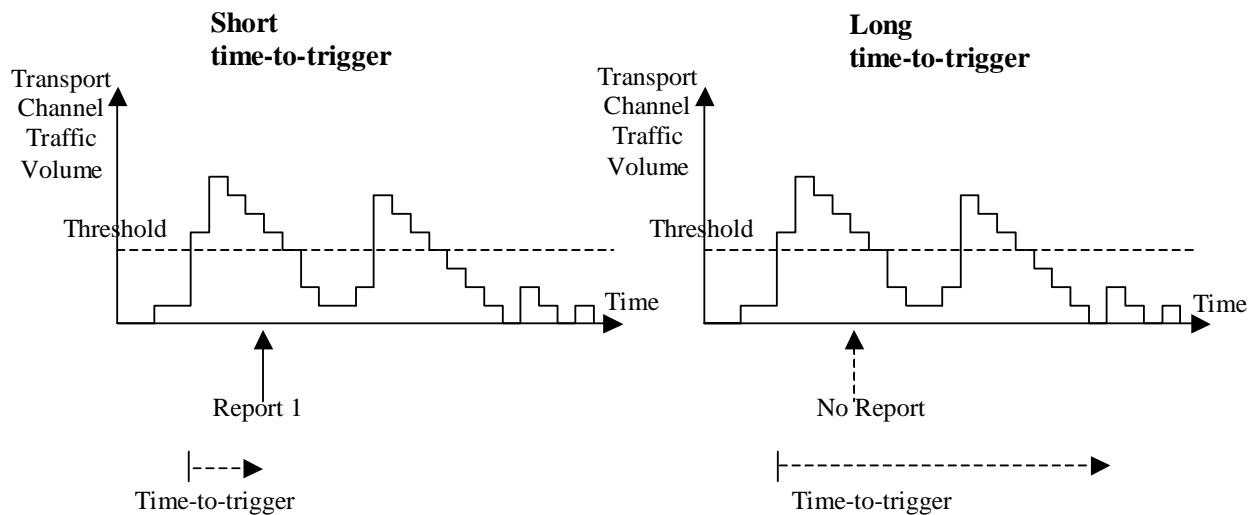 Short
time-to-trigger
Transport
Channel
Traffic
Volume
Threshold
Time
Report 1
Time-to-trigger
Long
time-to-trigger
Transport
Channel
Traffic
Volume
Threshold
Time
No Report
Time-to-trigger